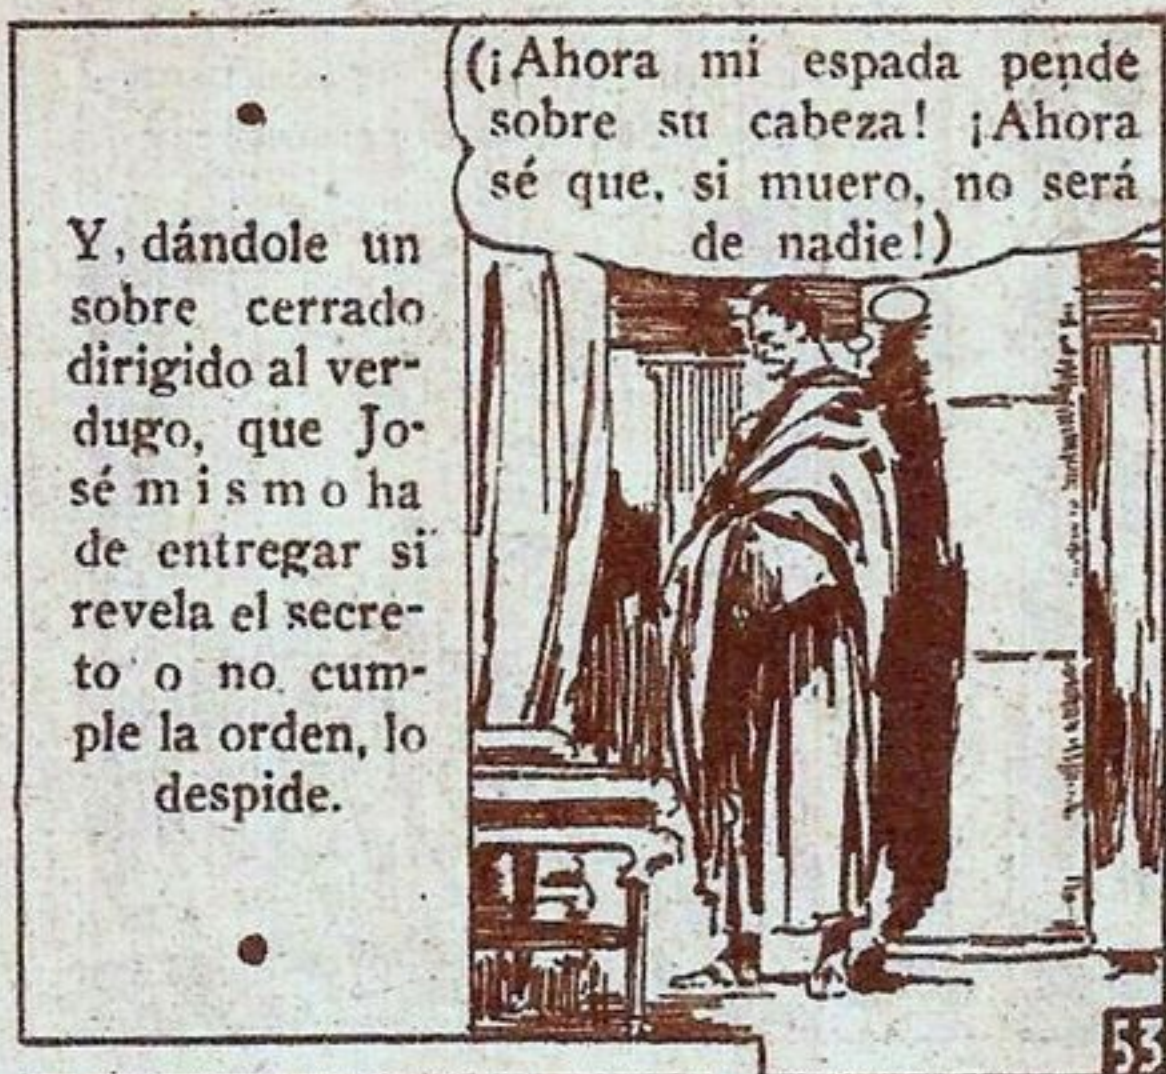 Y, dándole un
sobre cerrado
dirigido al ver-
dugo, que Jo-
sé mismo ha
de entregar si
revela el secre-
to o no cum-
ple la orden, lo
despide.
(¡Ahora mi espada pende
sobre su cabeza! ¡Ahora
sé que, si muero, no será
de nadie!)
53